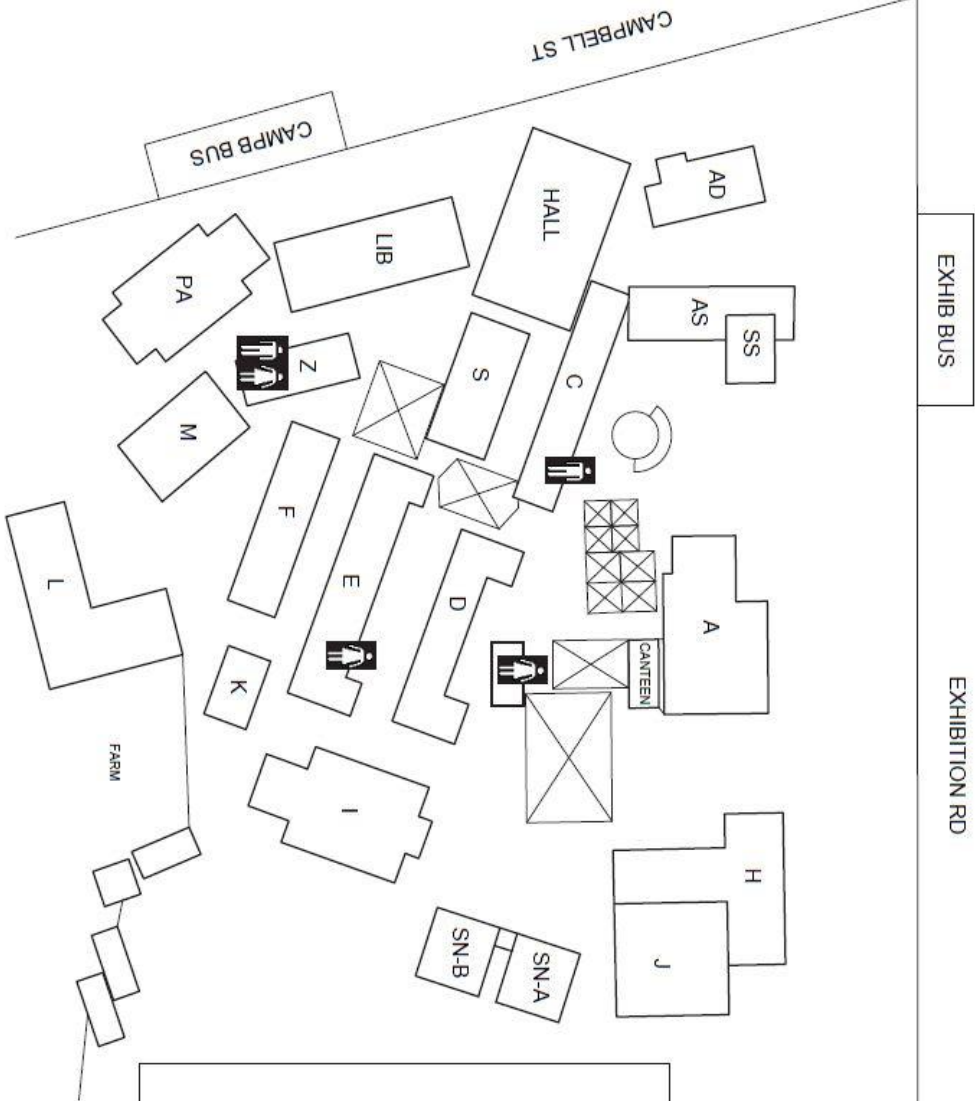 CAMPBELL ST
CAMPB BUS
EXHIB BUS
EXHIBITION RD
AD
HALL
LIB
PA
AS
SS
S
C
Z
M
F
E
D
L
K
A
CANTEEN
FARM
I
H
J
SN-B
SN-A